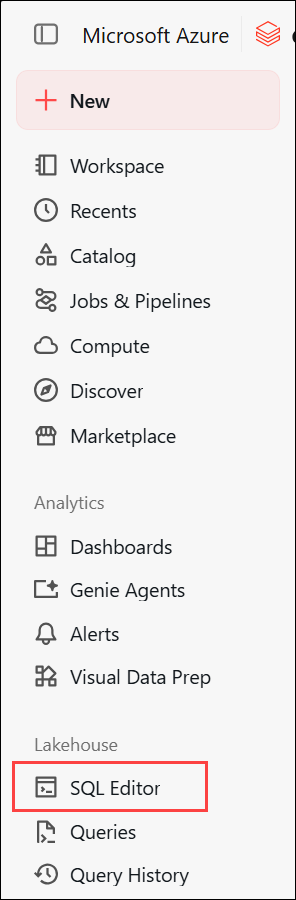 Microsoft Azure
New
Workspace
Recents
Catalog
Jobs & Pipelines
Compute
Discover
Marketplace
Analytics
Dashboards
Genie Agents
Alerts
Visual Data Prep
Lakehouse
SQL Editor
Queries
Query History